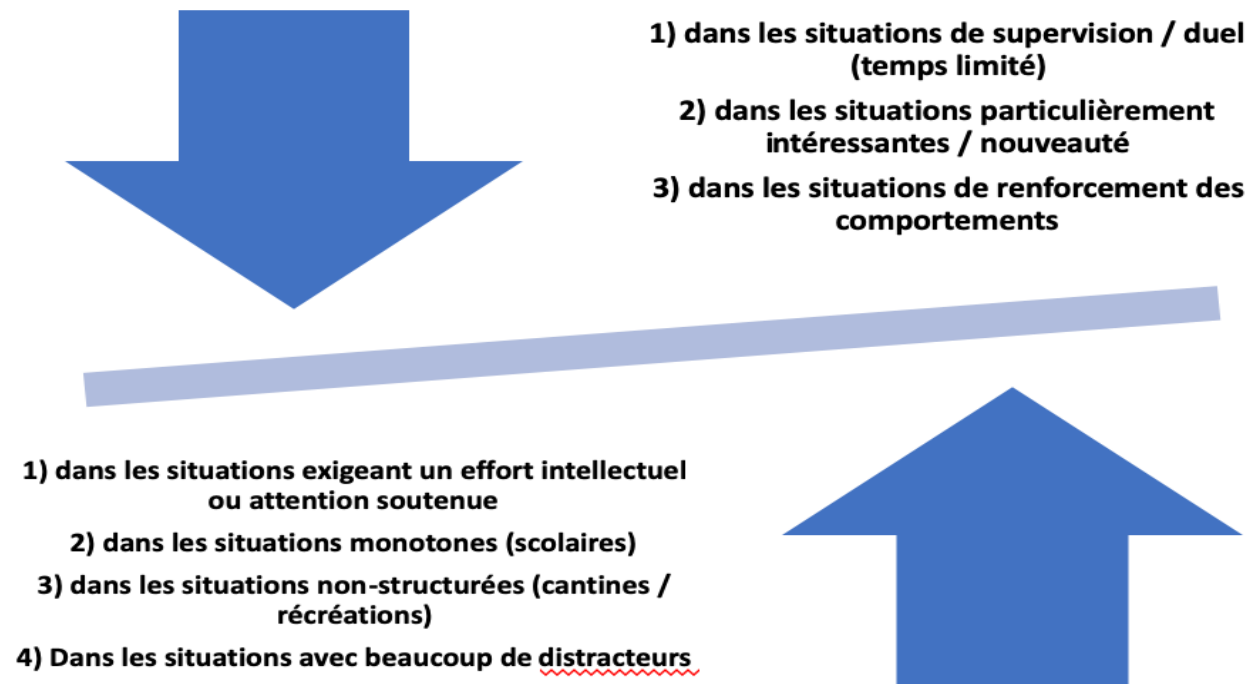 1) dans les situations de supervision / duel
(temps limité)
2) dans les situations particulièrement
intéressantes / nouveauté
3) dans les situations de renforcement des
comportements
1) dans les situations exigeant un effort intellectuel
ou attention soutenue
2) dans les situations monotones (scolaires)
3) dans les situations non-structurées (cantines /
récréations)
4) Dans les situations avec beaucoup de distracteurs